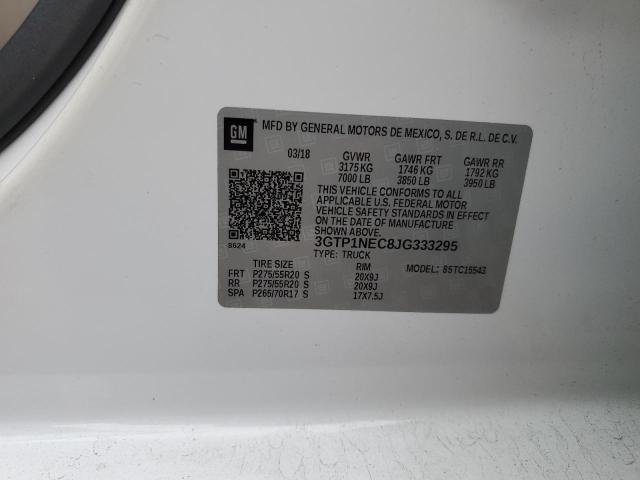 GM MFD BY GENERAL MOTORS DE MEXICO, S. DE R.L. DE C.V.
03/18 GVWR GAWR FRT GAWR RR
3175 KG 1746 KG 1792 KG
7000 LB 3850 LB 3950 LB
THIS VEHICLE CONFORMS TO ALL
APPLICABLE U.S. FEDERAL MOTOR
VEHICLE SAFETY STANDARDS IN EFFECT
ON THE DATE OF MANUFACTURE
SHOWN ABOVE.
3GTP1NEC8JG333295
8624
TYPE: TRUCK
TIRE SIZE RIM MODEL: 85TC15543
FRT P275/55R20 S 20X9J
RR P275/55R20 S 20X9J
SPA P265/70R17 S 17X7.5J